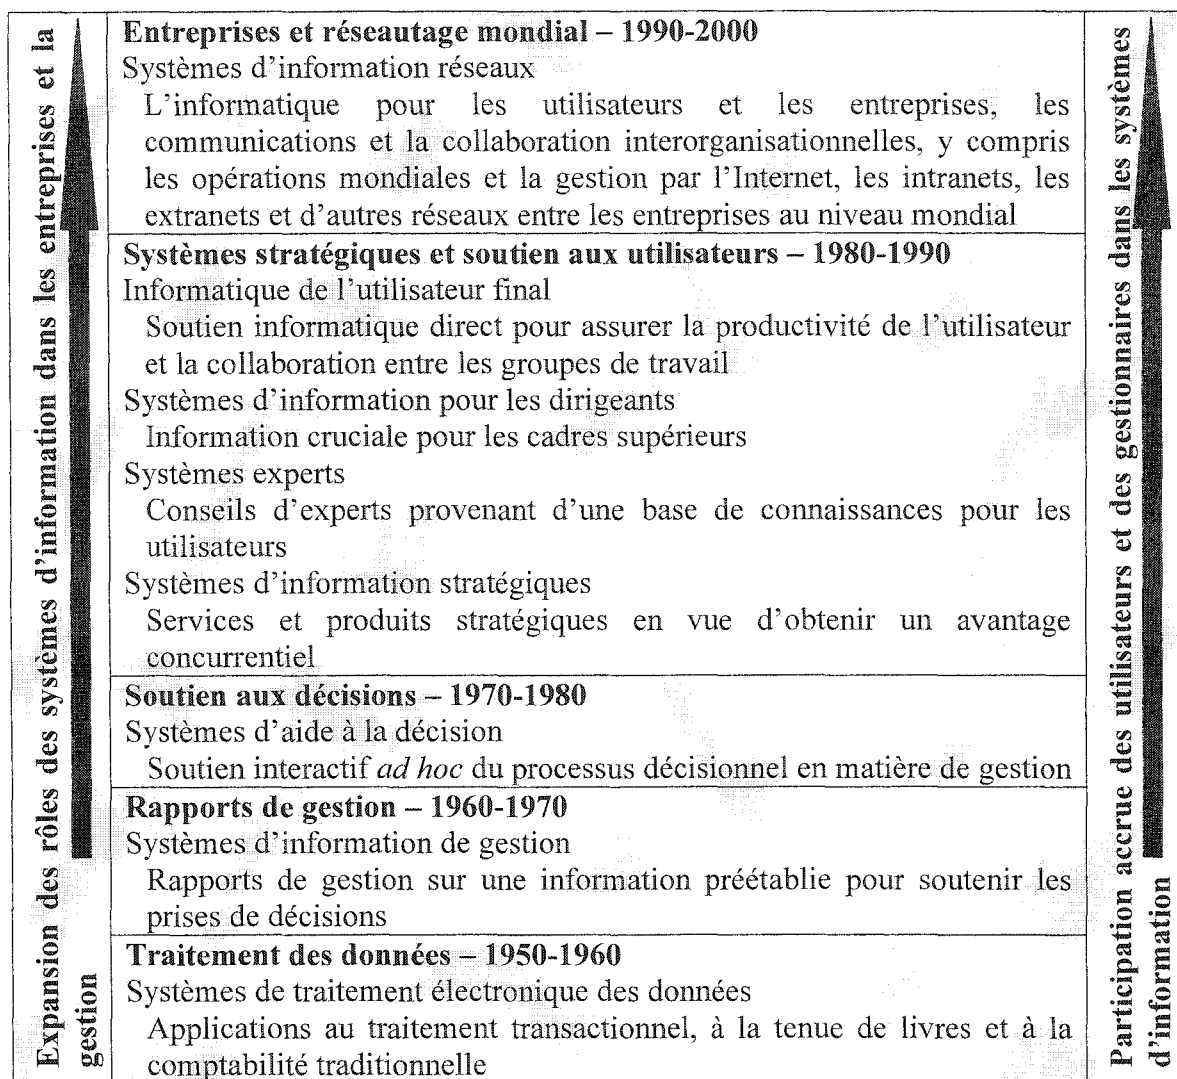 Expansion des rôles des systèmes d'information dans les entreprises et la
gestion
Entreprises et réseautage mondial – 1990-2000
Systèmes d'information réseaux
L'informatique pour les utilisateurs et les entreprises, les
communications et la collaboration interorganisationnelles, y compris
les opérations mondiales et la gestion par l'Internet, les intranets, les
extranets et d'autres réseaux entre les entreprises au niveau mondial
Systèmes stratégiques et soutien aux utilisateurs – 1980-1990
Informatique de l'utilisateur final
Soutien informatique direct pour assurer la productivité de l'utilisateur
et la collaboration entre les groupes de travail
Systèmes d'information pour les dirigeants
Information cruciale pour les cadres supérieurs
Systèmes experts
Conseils d'experts provenant d'une base de connaissances pour les
utilisateurs
Systèmes d'information stratégiques
Services et produits stratégiques en vue d'obtenir un avantage
concurrentiel
Soutien aux décisions – 1970-1980
Systèmes d'aide à la décision
Soutien interactif ad hoc du processus décisionnel en matière de gestion
Rapports de gestion – 1960-1970
Systèmes d'information de gestion
Rapports de gestion sur une information préétablie pour soutenir les
prises de décisions
Traitement des données – 1950-1960
Systèmes de traitement électronique des données
Applications au traitement transactionnel, à la tenue de livres et à la
comptabilité traditionnelle
Participation accrue des utilisateurs et des gestionnaires dans les systèmes
d'information